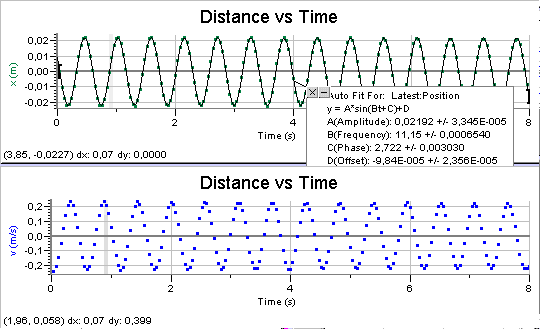 Distance vs Time
x (m)
0,02
0,01
0,00
-0,01
-0,02
0 2 4 6 8
Time (s)
Auto Fit For: Latest:Position
y = A*sin(Bt+C)+D
A(Amplitude): 0,02192 +/- 3,345E-005
B(Frequency): 11,15 +/- 0,0006540
C(Phase): 2,722 +/- 0,003030
D(Offset): -9,84E-005 +/- 2,356E-005
(3,85, -0,0227) dx: 0,07 dy: 0,0000
Distance vs Time
v (m/s)
0,2
0,1
0,0
-0,1
-0,2
0 2 4 6 8
Time (s)
(1,96, 0,058) dx: 0,07 dy: 0,399